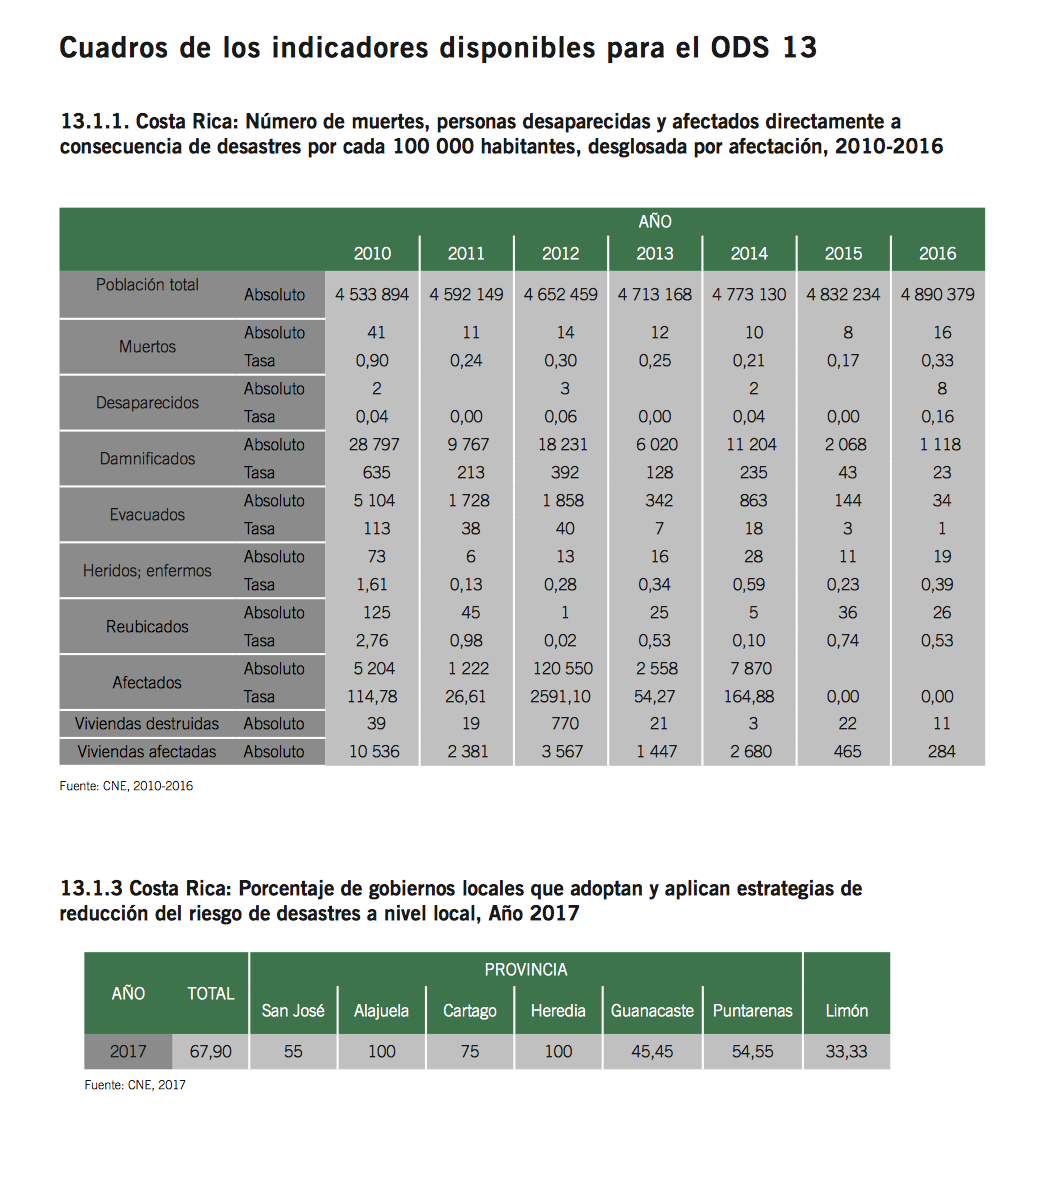 Cuadros de los indicadores disponibles para el ODS 13
13.1.1. Costa Rica: Número de muertes, personas desaparecidas y afectados directamente a
consecuencia de desastres por cada 100 000 habitantes, desglosada por afectación, 2010-2016
AÑO
2010 2011 2012 2013 2014 2015 2016
Población total Absoluto 4 533 894 4 592 149 4 652 459 4 713 168 4 773 130 4 832 234 4 890 379
Muertos
Absoluto 41 11 14 12 10 8 16
Tasa 0,90 0,24 0,30 0,25 0,21 0,17 0,33
Desaparecidos
Absoluto 2 3 2 8
Tasa 0,04 0,00 0,06 0,00 0,04 0,00 0,16
Damnificados
Absoluto 28 797 9 767 18 231 6 020 11 204 2 068 1 118
Tasa 635 213 392 128 235 43 23
Evacuados
Absoluto 5 104 1 728 1 858 342 863 144 34
Tasa 113 38 40 7 18 3 1
Heridos; enfermos
Absoluto 73 6 13 16 28 11 19
Tasa 1,61 0,13 0,28 0,34 0,59 0,23 0,39
Reubicados
Absoluto 125 45 1 25 5 36 26
Tasa 2,76 0,98 0,02 0,53 0,10 0,74 0,53
Afectados
Absoluto 5 204 1 222 120 550 2 558 7 870
Tasa 114,78 26,61 2591,10 54,27 164,88 0,00 0,00
Viviendas destruidas Absoluto 39 19 770 21 3 22 11
Viviendas afectadas Absoluto 10 536 2 381 3 567 1 447 2 680 465 284
Fuente: CNE, 2010-2016
13.1.3 Costa Rica: Porcentaje de gobiernos locales que adoptan y aplican estrategias de
reducción del riesgo de desastres a nivel local, Año 2017
PROVINCIA
AÑO TOTAL
San José Alajuela Cartago Heredia Guanacaste Puntarenas Limón
2017 67,90 55 100 75 100 45,45 54,55 33,33
Fuente: CNE, 2017